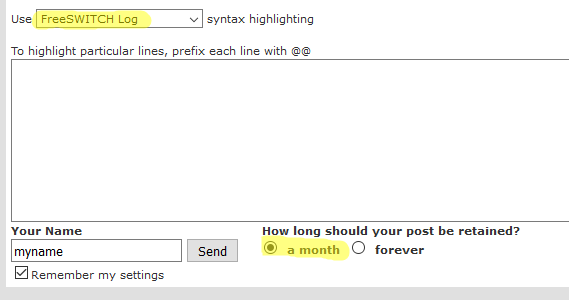 Use FreeSWITCH Log syntax highlighting
To highlight particular lines, prefix each line with @@
Your Name
How long should your post be retained?
myname Send a month forever
Remember my settings